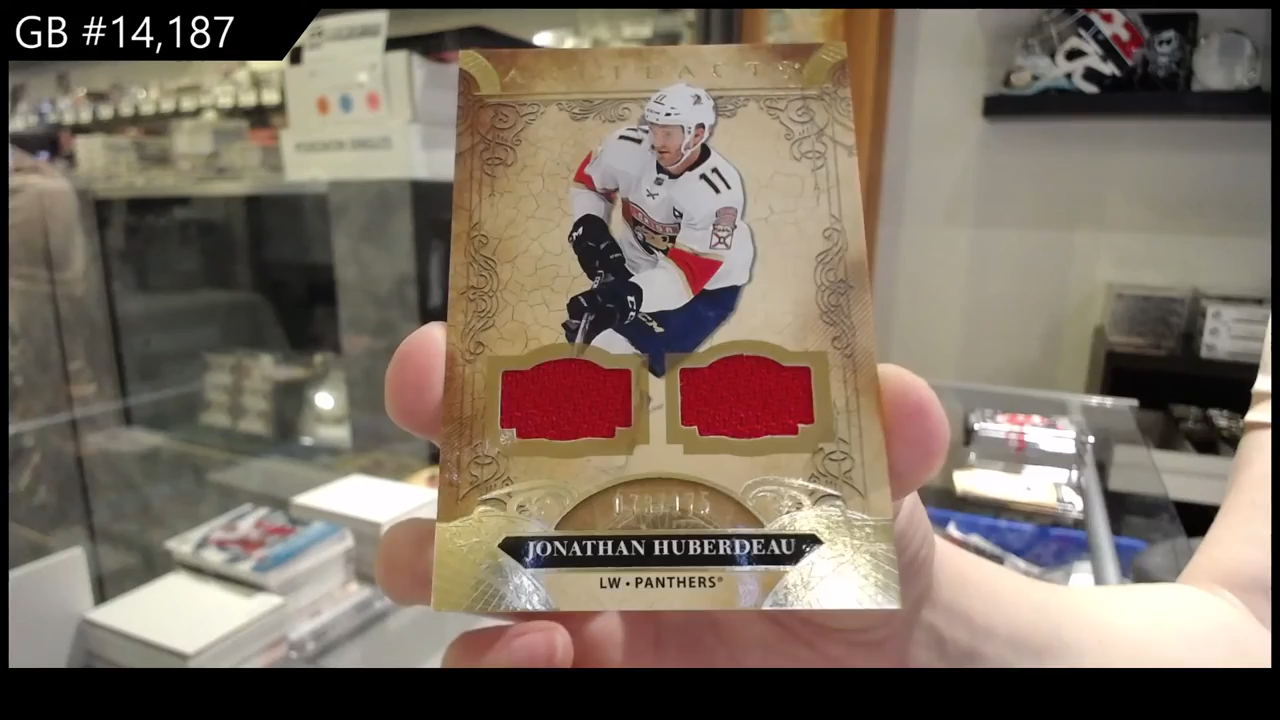 GB #14,187
ARTIFACTS
11
11
JONATHAN HUBERDEAU
LW • PANTHERS®